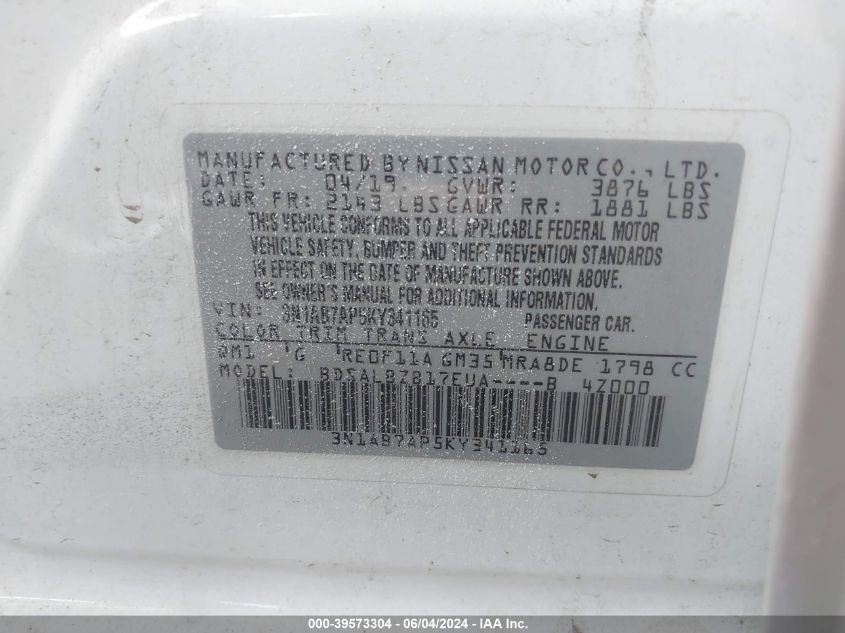 MANUFACTURED BY NISSAN MOTOR CO., LTD.
DATE: 04/19 GVWR: 3876 LBS
GAWR FR: 2143 LBS GAWR RR: 1881 LBS
THIS VEHICLE CONFORMS TO ALL APPLICABLE FEDERAL MOTOR
VEHICLE SAFETY, BUMPER AND THEFT PREVENTION STANDARDS
IN EFFECT ON THE DATE OF MANUFACTURE SHOWN ABOVE.
SEE OWNER'S MANUAL FOR ADDITIONAL INFORMATION.
VIN: 3N1AB7AP5KY341165 PASSENGER CAR.
COLOR TRIM TRANS AXLE ENGINE
QM1 'G 'RE0F11A GM35 'MRA8DE 1798 CC
MODEL: BDSALBZB17EUA----B 4Z000
3N1AB7AP5KY341165
000-39573304 - 06/04/2024 - IAA Inc.